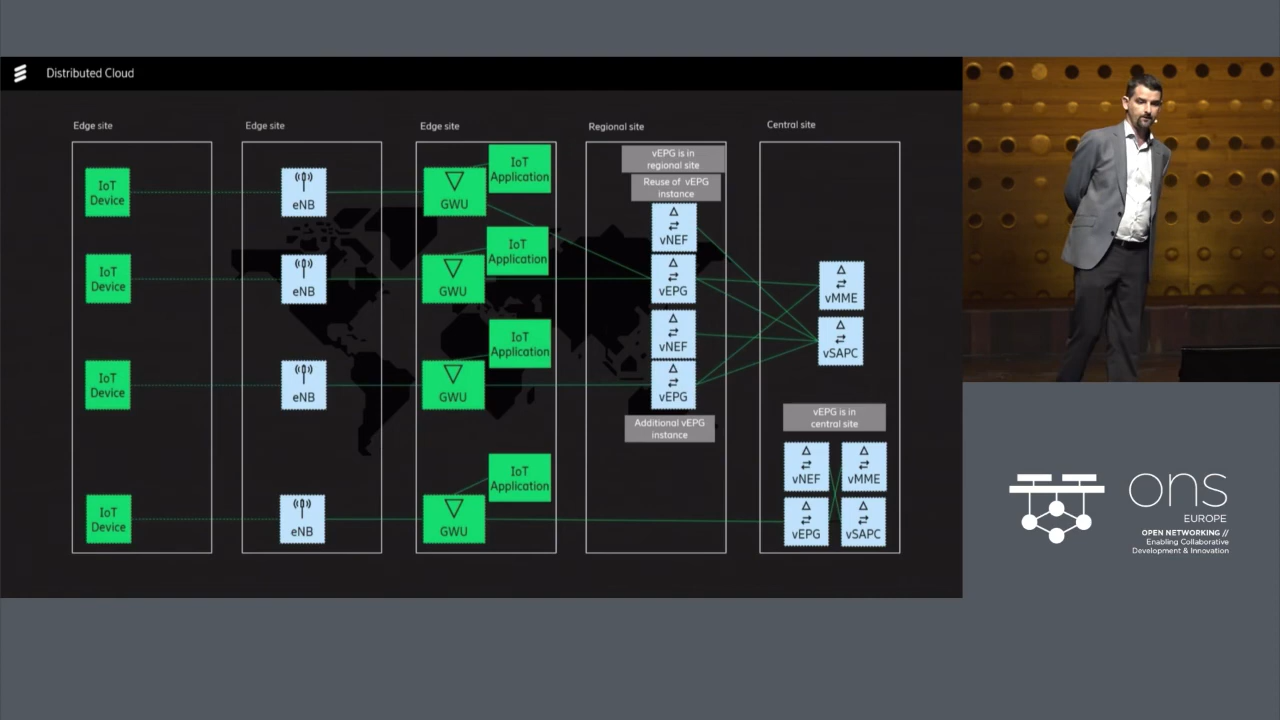 Distributed Cloud
Edge site
Edge site
Edge site
Regional site
Central site
IoT
Device
eNB
GWU
IoT
Application
vEPG is in
regional site
Reuse of vEPG
instance
vNEF
IoT
Device
eNB
GWU
IoT
Application
vEPG
vMME
IoT
Device
eNB
GWU
IoT
Application
vNEF
vEPG
vSAPC
Additional vEPG
instance
vEPG is in
central site
IoT
Device
eNB
GWU
IoT
Application
vNEF
vMME
vEPG
vSAPC
ons
EUROPE
OPEN NETWORKING //
Enabling Collaborative
Development & Innovation